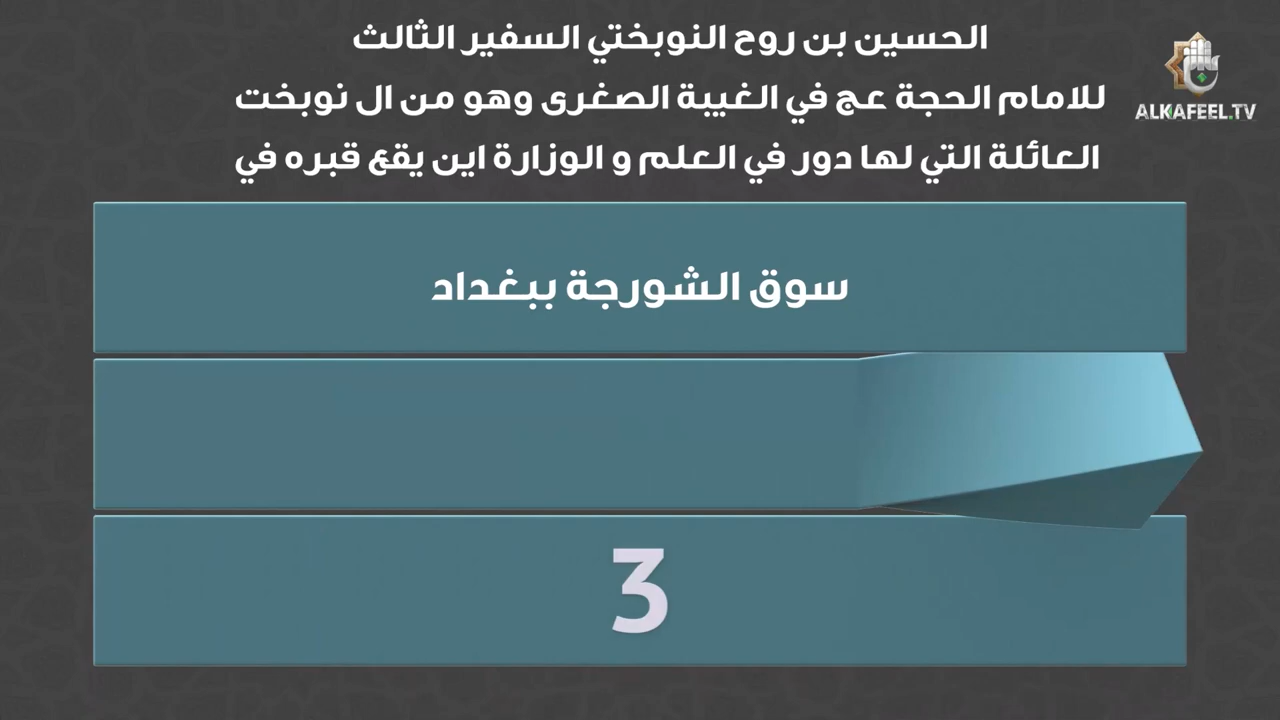 الحسين بن روح النوبختي السفير الثالث
للامام الحجة عج في الغيبة الصغرى وهو من ال نوبخت
العائلة التي لها دور في العلم و الوزارة اين يقع قبره في
ALKAFEEL.TV
سوق الشورجة ببغداد
3